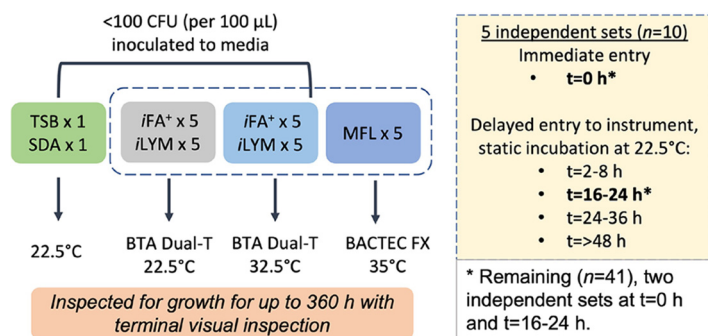 <100 CFU (per 100 µL)
inoculated to media
TSB x 1
SDA x 1
iFA⁺ x 5
iLYM x 5
iFA⁺ x 5
iLYM x 5
MFL x 5
22.5°C
BTA Dual-T
22.5°C
BTA Dual-T
32.5°C
BACTEC FX
35°C
Inspected for growth for up to 360 h with
terminal visual inspection
5 independent sets (n=10)
Immediate entry
• t=0 h*
Delayed entry to instrument,
static incubation at 22.5°C:
• t=2-8 h
• t=16-24 h*
• t=24-36 h
• t=>48 h
* Remaining (n=41), two
independent sets at t=0 h
and t=16-24 h.